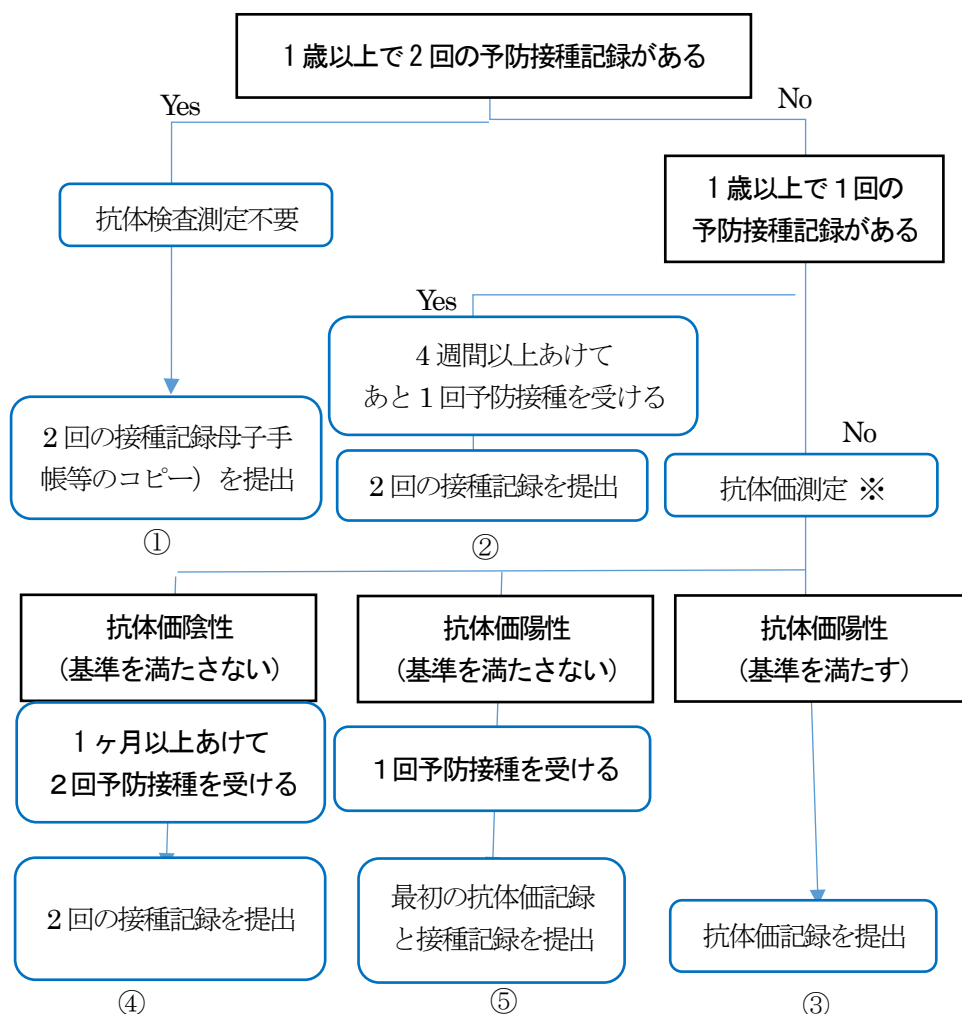 1歳以上で2回の予防接種記録がある
Yes
No
抗体検査測定不要
1歳以上で１回の
予防接種記録がある
Yes
4週間以上あけて
あと1回予防接種を受ける
No
2回の接種記録母子手
帳等のコピー）を提出
2回の接種記録を提出
抗体価測定 ※
①
②
抗体価陰性
（基準を満たさない）
抗体価陽性
（基準を満たさない）
抗体価陽性
（基準を満たす）
1ヶ月以上あけて
２回予防接種を受ける
１回予防接種を受ける
2回の接種記録を提出
最初の抗体価記録
と接種記録を提出
抗体価記録を提出
④
⑤
③